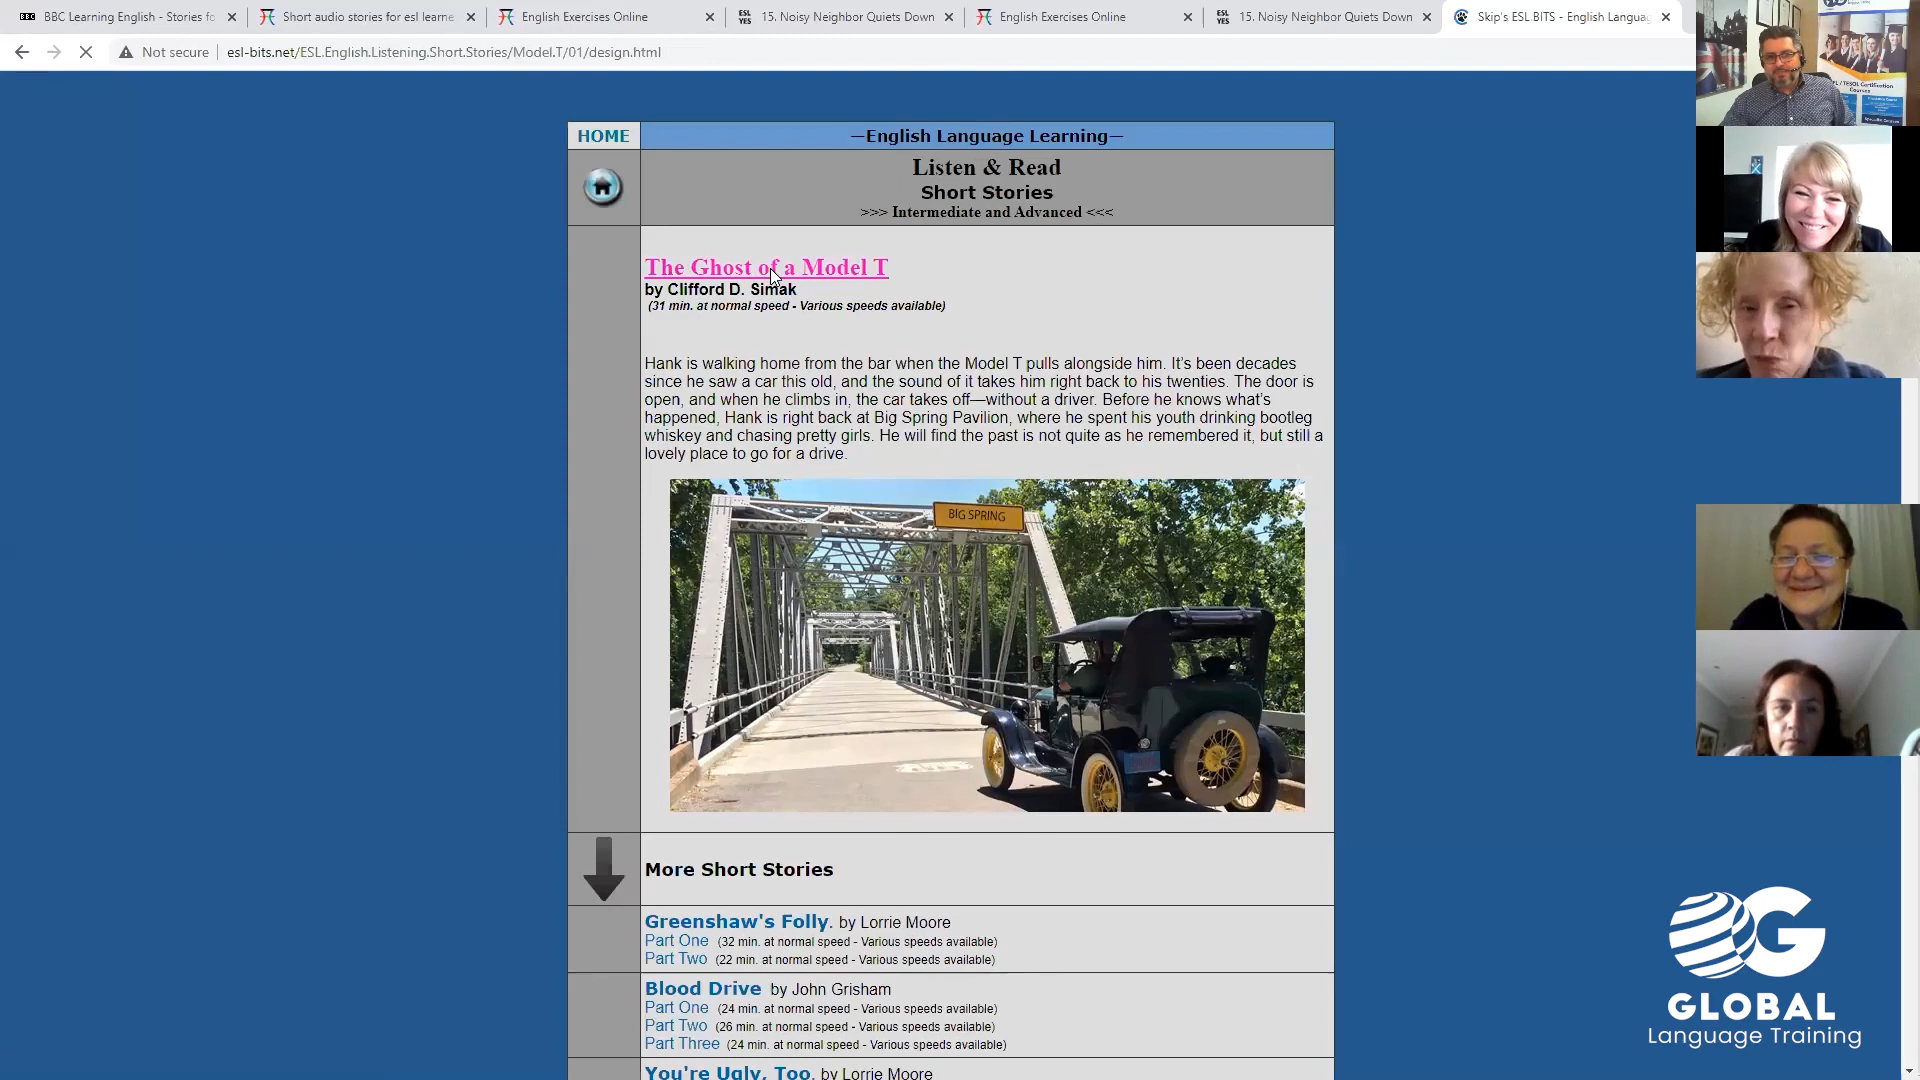 BBC Learning English - Stories fo
Short audio stories for esl learne
English Exercises Online
15. Noisy Neighbor Quiets Down
English Exercises Online
15. Noisy Neighbor Quiets Down
Skip's ESL.BITS - English Languag
Not secure
esl-bits.net/ESL.English.Listening.Short.Stories/Model.T/01/design.html
HOME
—English Language Learning—
Listen & Read
Short Stories
>>> Intermediate and Advanced <<<
The Ghost of a Model T
by Clifford D. Simak
(31 min. at normal speed - Various speeds available)
Hank is walking home from the bar when the Model T pulls alongside him. It's been decades
since he saw a car this old, and the sound of it takes him right back to his twenties. The door is
open, and when he climbs in, the car takes off—without a driver. Before he knows what's
happened, Hank is right back at Big Spring Pavilion, where he spent his youth drinking bootleg
whiskey and chasing pretty girls. He will find the past is not quite as he remembered it, but still a
lovely place to go for a drive.
BIG SPRING
More Short Stories
Greenshaw's Folly. by Lorrie Moore
Part One (32 min. at normal speed - Various speeds available)
Part Two (22 min. at normal speed - Various speeds available)
Blood Drive by John Grisham
Part One (24 min. at normal speed - Various speeds available)
Part Two (26 min. at normal speed - Various speeds available)
Part Three (24 min. at normal speed - Various speeds available)
You're Ugly, Too. by Lorrie Moore
GLOBAL
Language Training